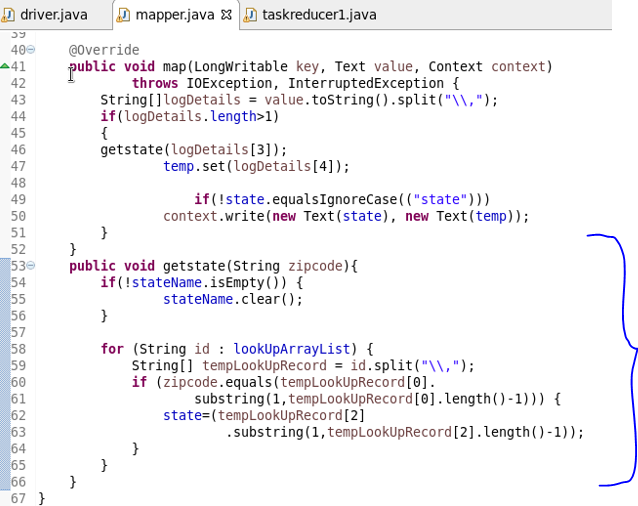 driver.java mapper.java taskreducer1.java
39
40 @Override
41 public void map(LongWritable key, Text value, Context context)
42 throws IOException, InterruptedException {
43 String[]logDetails = value.toString().split("\\,");
44 if(logDetails.length>1)
45 {
46 getstate(logDetails[3]);
47 temp.set(logDetails[4]);
48
49 if(!state.equalsIgnoreCase(("state")))
50 context.write(new Text(state), new Text(temp));
51 }
52 }
53 public void getstate(String zipcode){
54 if(!stateName.isEmpty()) {
55 stateName.clear();
56 }
57
58 for (String id : lookUpArrayList) {
59 String[] tempLookUpRecord = id.split("\\,");
60 if (zipcode.equals(tempLookUpRecord[0].
61 substring(1,tempLookUpRecord[0].length()-1))) {
62 state=(tempLookUpRecord[2]
63 .substring(1,tempLookUpRecord[2].length()-1));
64 }
65 }
66 }
67 }